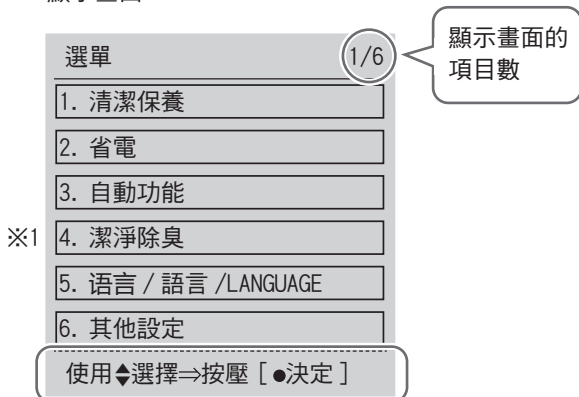 選單 1/6
顯示畫面的
項目數
1. 清潔保養
2. 省電
3. 自動功能
※1 4. 潔淨除臭
5. 语言 / 語言 /LANGUAGE
6. 其他設定
使用◆選擇⇒按壓 [ ●決定 ]